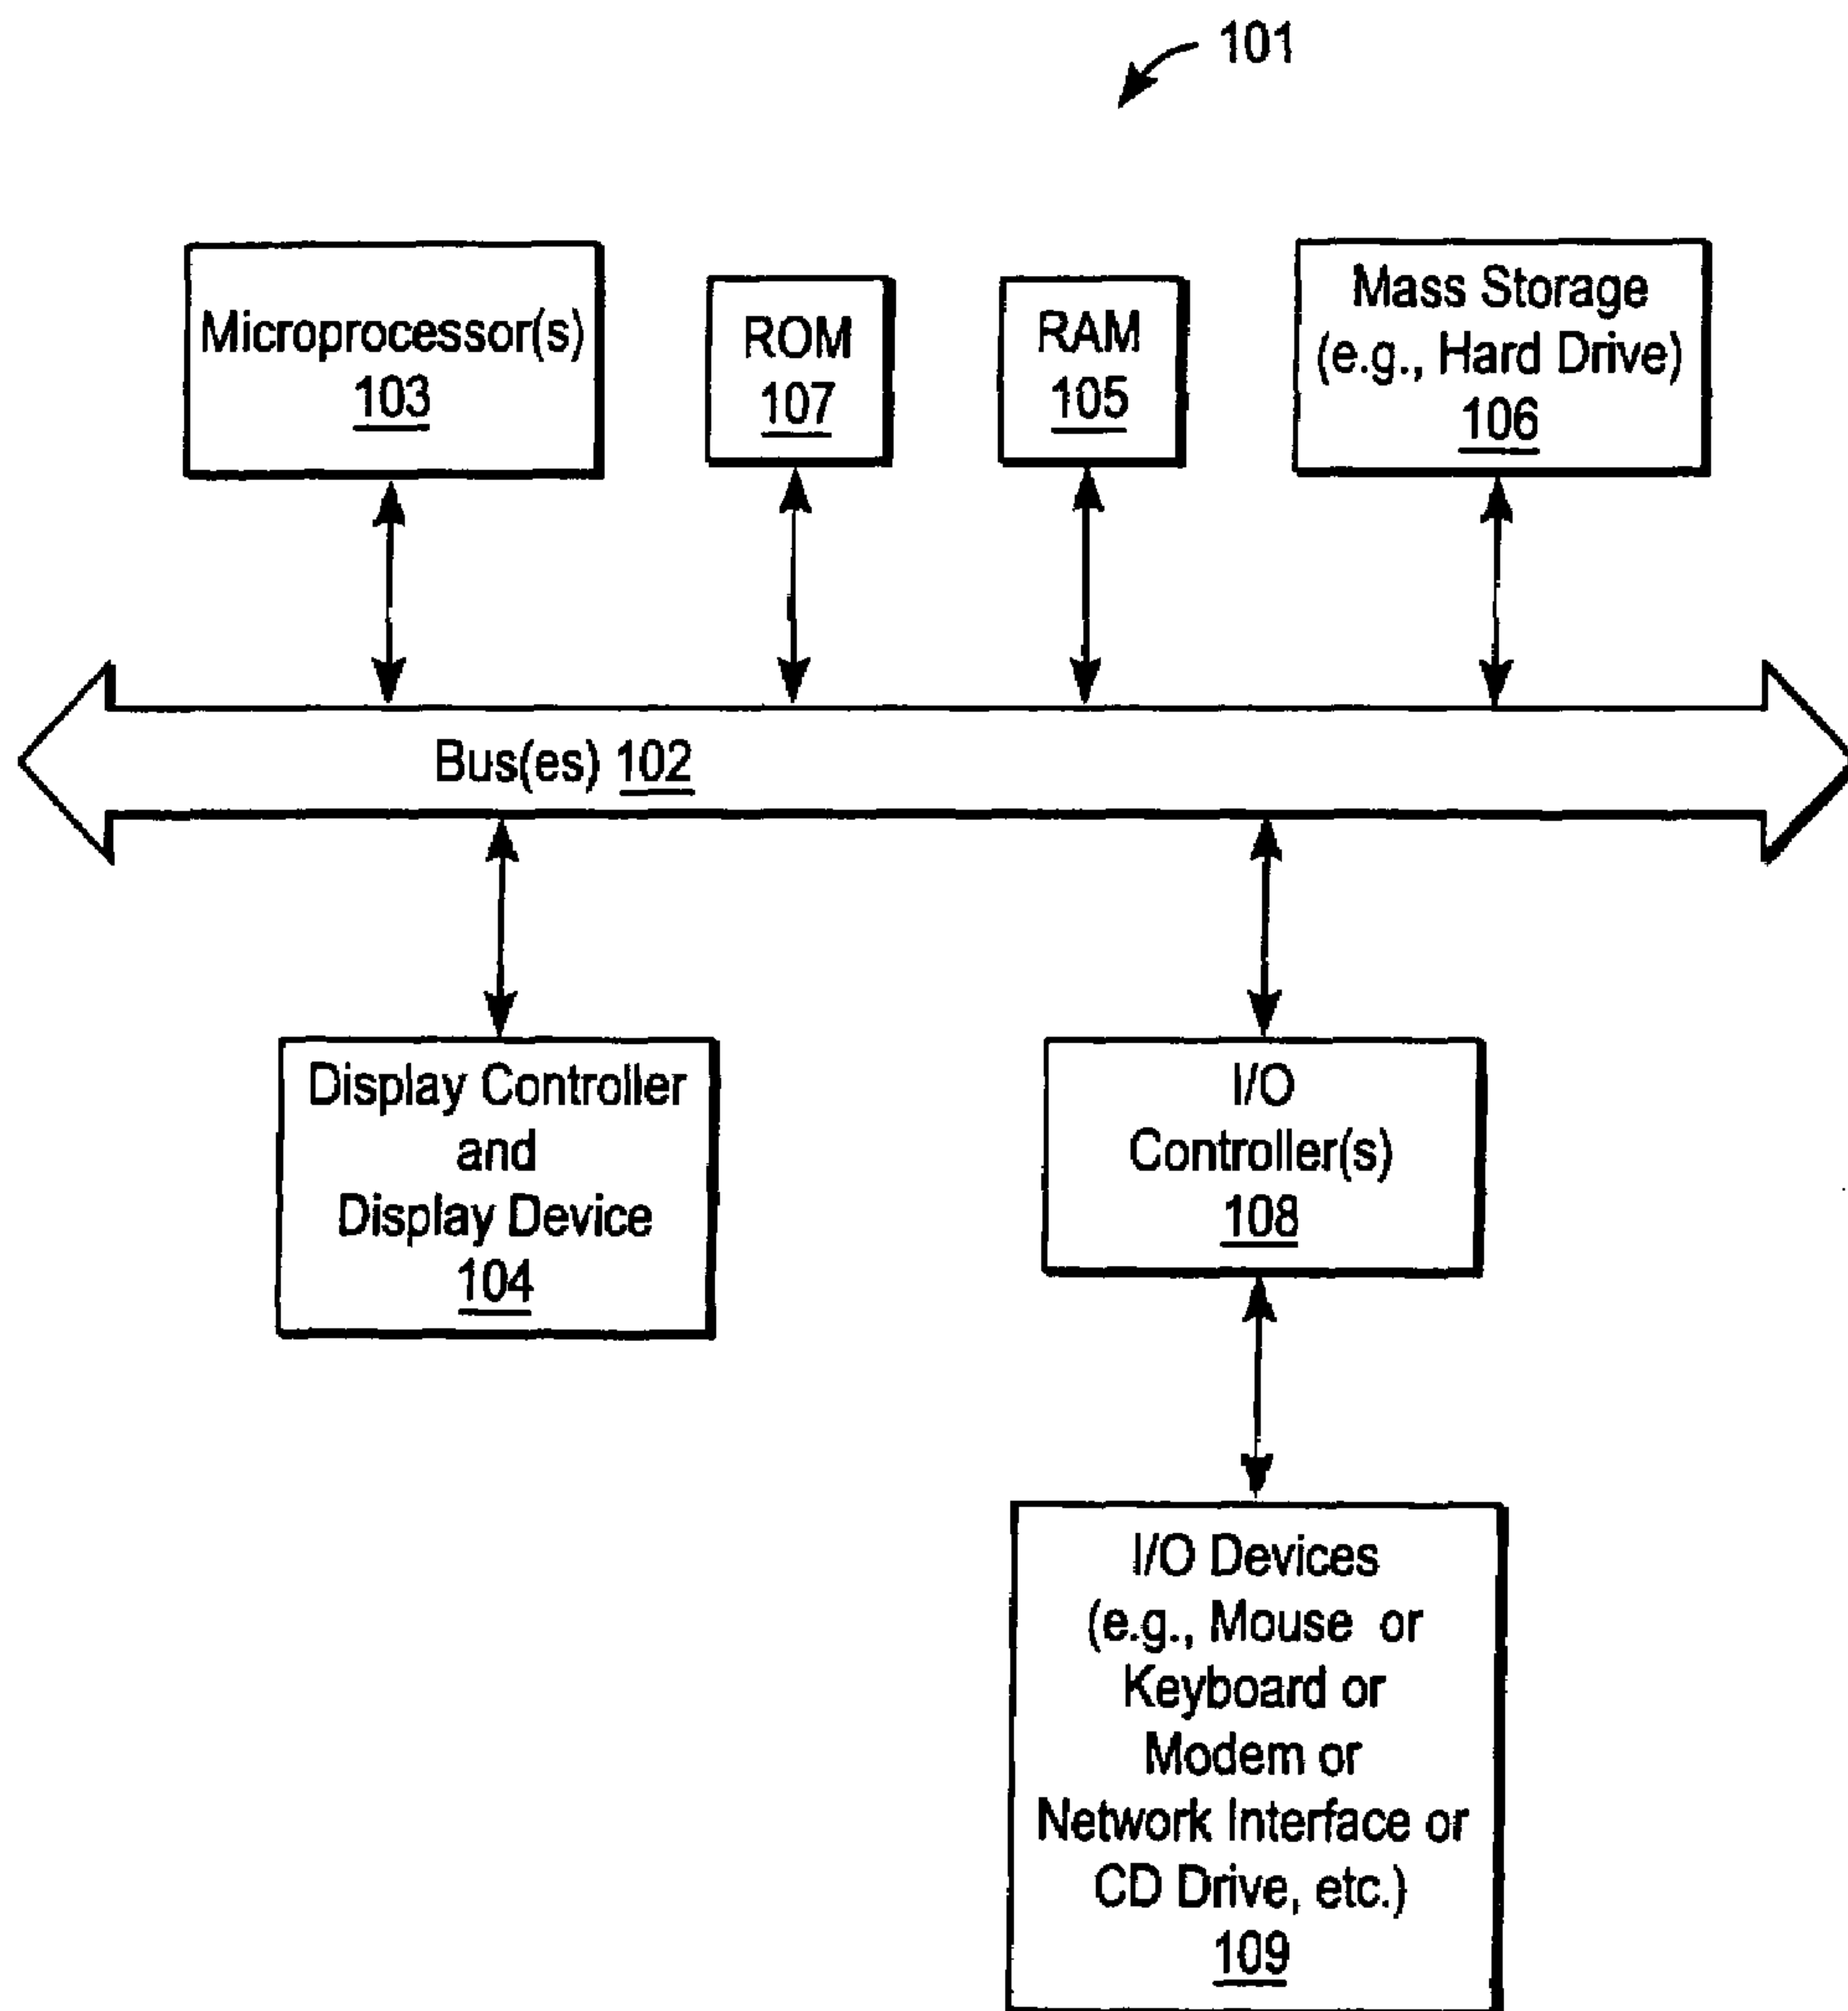 101
Microprocessor(s)
103
ROM
107
RAM
105
Mass Storage
(e.g., Hard Drive)
106
Bus(es) 102
Display Controller
and
Display Device
104
I/O
Controller(s)
108
I/O Devices
(e.g., Mouse or
Keyboard or
Modem or
Network Interface or
CD Drive, etc.)
109